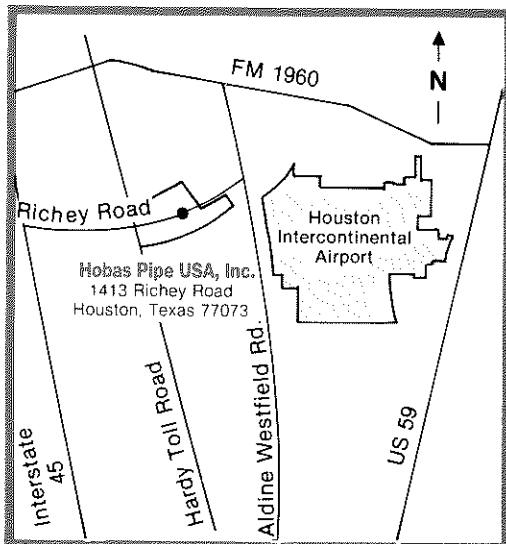 FM 1960
N
Richey Road
Houston
Intercontinental
Airport
Hobas Pipe USA, Inc.
1413 Richey Road
Houston, Texas 77073
Interstate
45
Hardy Toll Road
Aldine Westfield Rd.
US 59